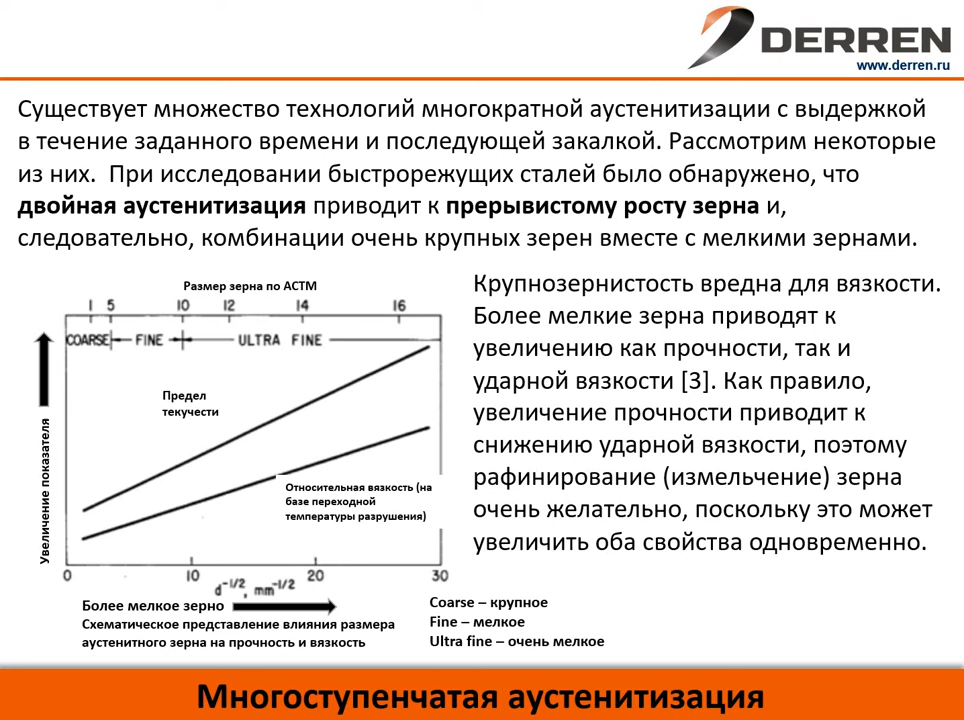 DERREN
www.derren.ru
Существует множество технологий многократной аустенитизации с выдержкой
в течение заданного времени и последующей закалкой. Рассмотрим некоторые
из них. При исследовании быстрорежущих сталей было обнаружено, что
двойная аустенитизация приводит к прерывистому росту зерна и,
следовательно, комбинации очень крупных зерен вместе с мелкими зернами.
Размер зерна по АСТМ
1 5 10 12 14 16
COARSE FINE ULTRA FINE
Предел
текучести
Относительная вязкость (на
базе переходной
температуры разрушения)
Увеличение показателя
0 10 20 30
d^-1/2, mm^-1/2
Более мелкое зерно
Схематическое представление влияния размера
аустенитного зерна на прочность и вязкость
Крупнозернистость вредна для вязкости.
Более мелкие зерна приводят к
увеличению как прочности, так и
ударной вязкости [3]. Как правило,
увеличение прочности приводит к
снижению ударной вязкости, поэтому
рафинирование (измельчение) зерна
очень желательно, поскольку это может
увеличить оба свойства одновременно.
Coarse – крупное
Fine – мелкое
Ultra fine – очень мелкое
Многоступенчатая аустенитизация